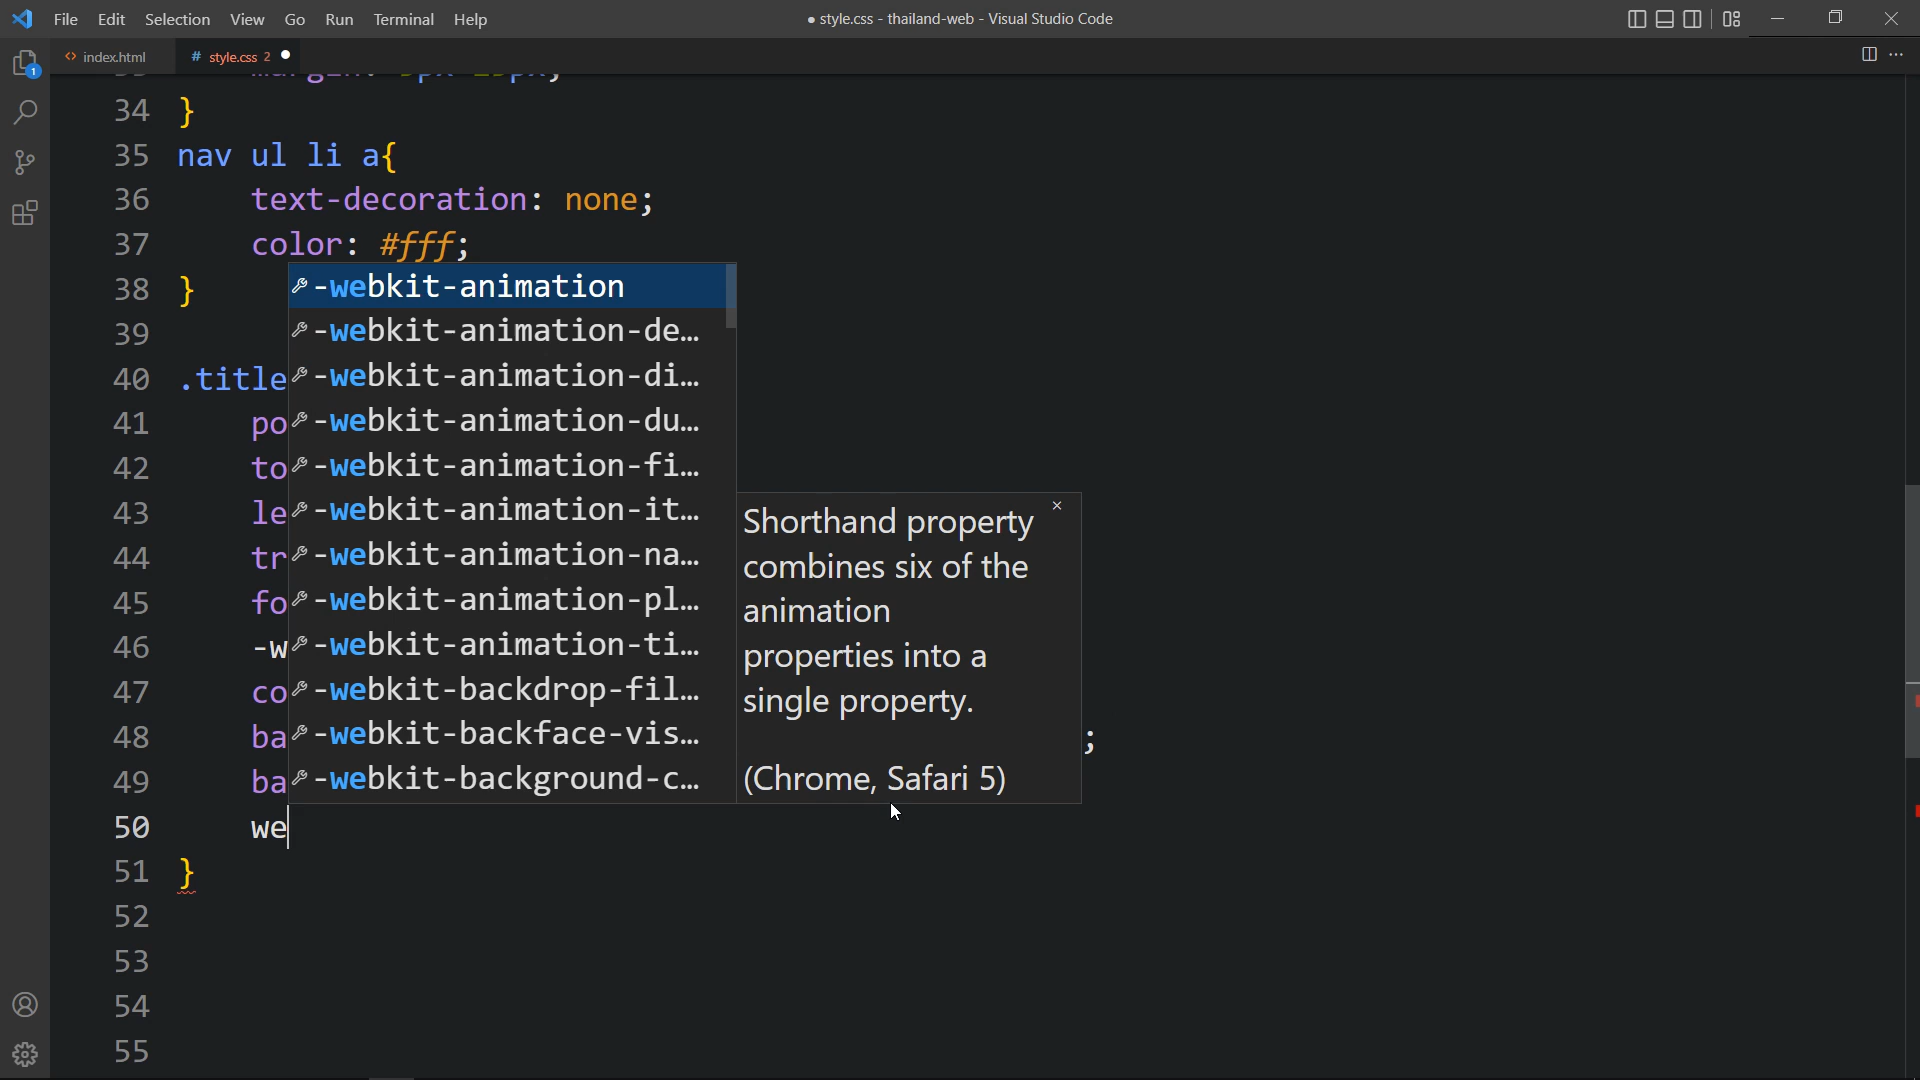 File Edit Selection View Go Run Terminal Help
● style.css - thailand-web - Visual Studio Code
index.html
# style.css 2 ●
1
34 }
35 nav ul li a{
36 text-decoration: none;
37 color: #fff;
38 }
39
40 .title
41 po
42 to
43 le
44 tr
45 fo
46 -w
47 co
48 ba ;
49 ba
50 we
51 }
52
53
54
55
-webkit-animation
-webkit-animation-de…
-webkit-animation-di…
-webkit-animation-du…
-webkit-animation-fi…
-webkit-animation-it…
-webkit-animation-na…
-webkit-animation-pl…
-webkit-animation-ti…
-webkit-backdrop-fil…
-webkit-backface-vis…
-webkit-background-c…
Shorthand property
combines six of the
animation
properties into a
single property.
(Chrome, Safari 5)